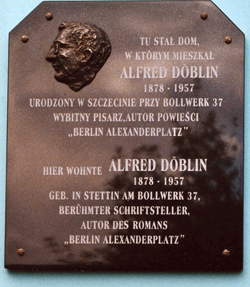 TU STAŁ DOM,
W KTÓRYM MIESZKAŁ
ALFRED DÖBLIN
1878 - 1957
URODZONY W SZCZECINIE PRZY BOLLWERK 37
WYBITNY PISARZ,AUTOR POWIEŚCI
„BERLIN ALEXANDERPLATZ”
HIER WOHNTE ALFRED DÖBLIN
1878 - 1957
GEB. IN STETTIN AM BOLLWERK 37,
BERÜHMTER SCHRIFTSTELLER,
AUTOR DES ROMANS
„BERLIN ALEXANDERPLATZ”